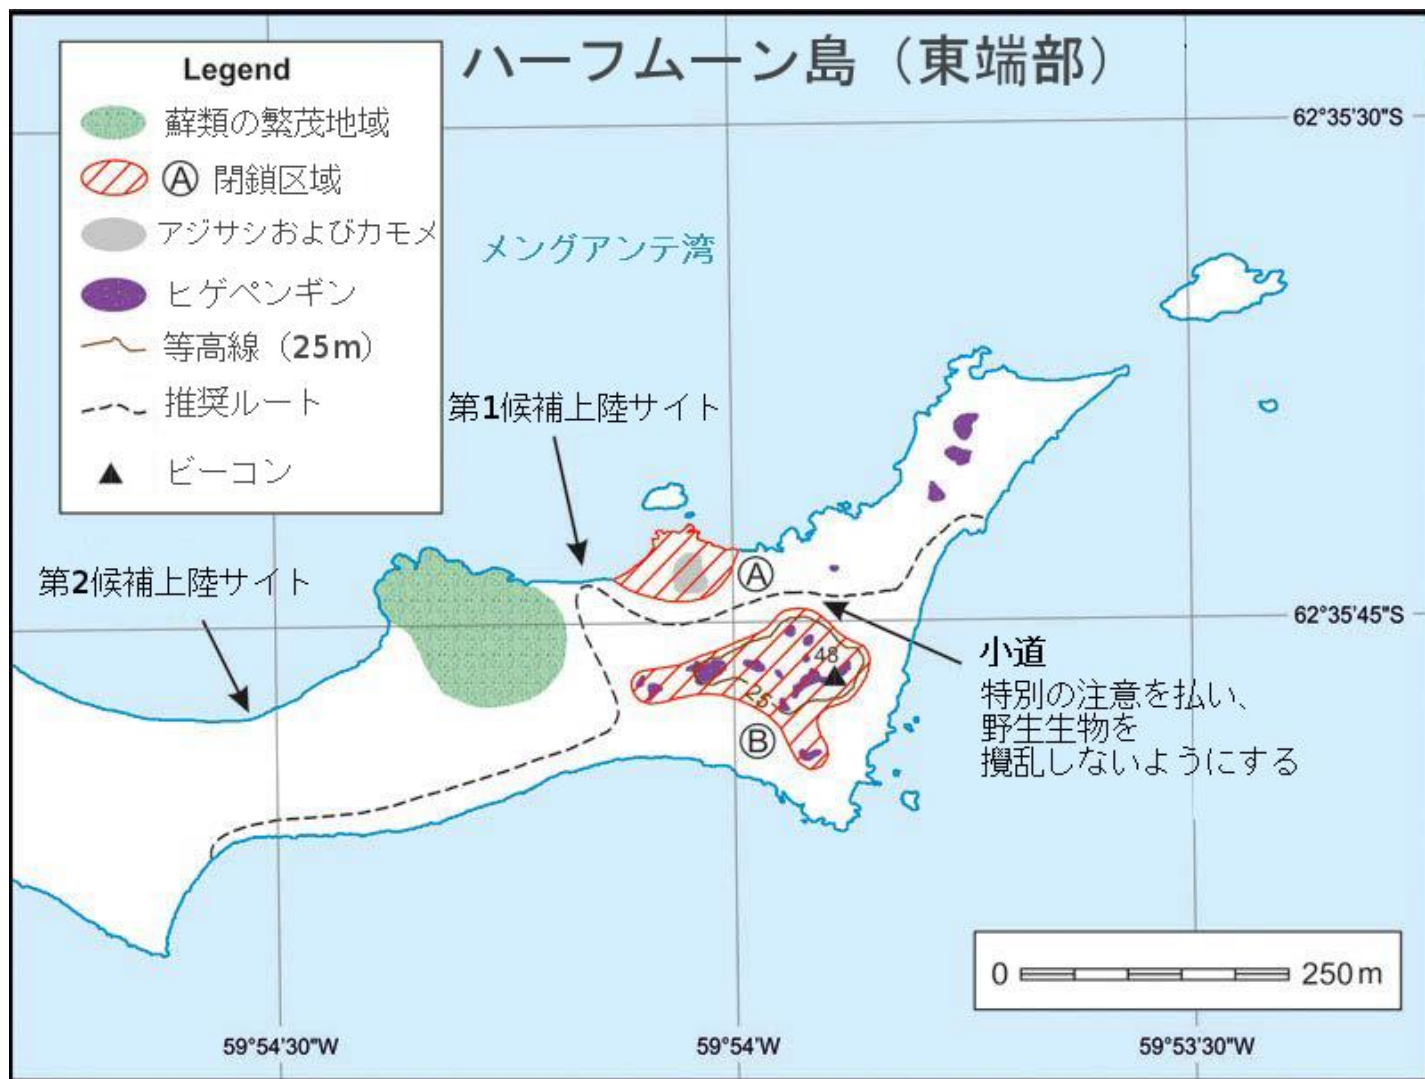 ハーフムーン島（東端部）
Legend
蘚類の繁茂地域
Ⓐ 閉鎖区域
アジサシおよびカモメ
ヒゲペンギン
等高線（25m）
推奨ルート
ビーコン
62°35'30"S
メングアンテ湾
第1候補上陸サイト
第2候補上陸サイト
Ⓐ
62°35'45"S
小道
特別の注意を払い、
野生生物を
攪乱しないようにする
48
25
Ⓑ
0 250 m
59°54'30"W
59°54'W
59°53'30"W